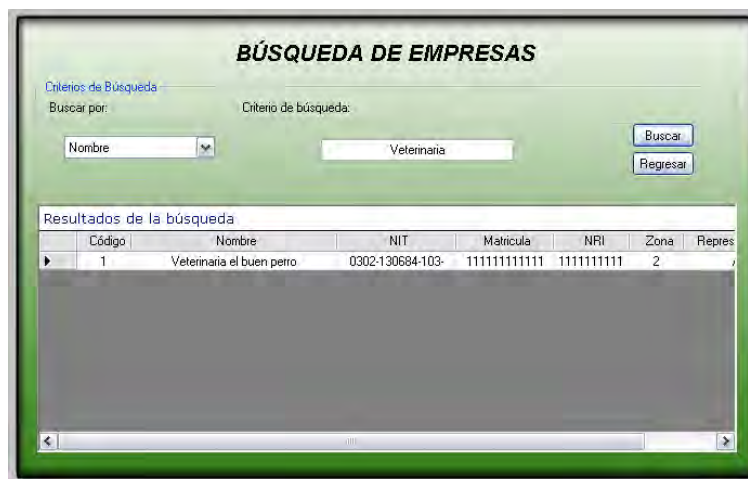 BÚSQUEDA DE EMPRESAS
Criterios de Búsqueda
Buscar por: Criterio de búsqueda:
Nombre Veterinaria Buscar
Regresar
Resultados de la búsqueda
Código Nombre NIT Matricula NRI Zona Repres
1 Veterinaria el buen perro 0302-130684-103- 111111111111 1111111111 2